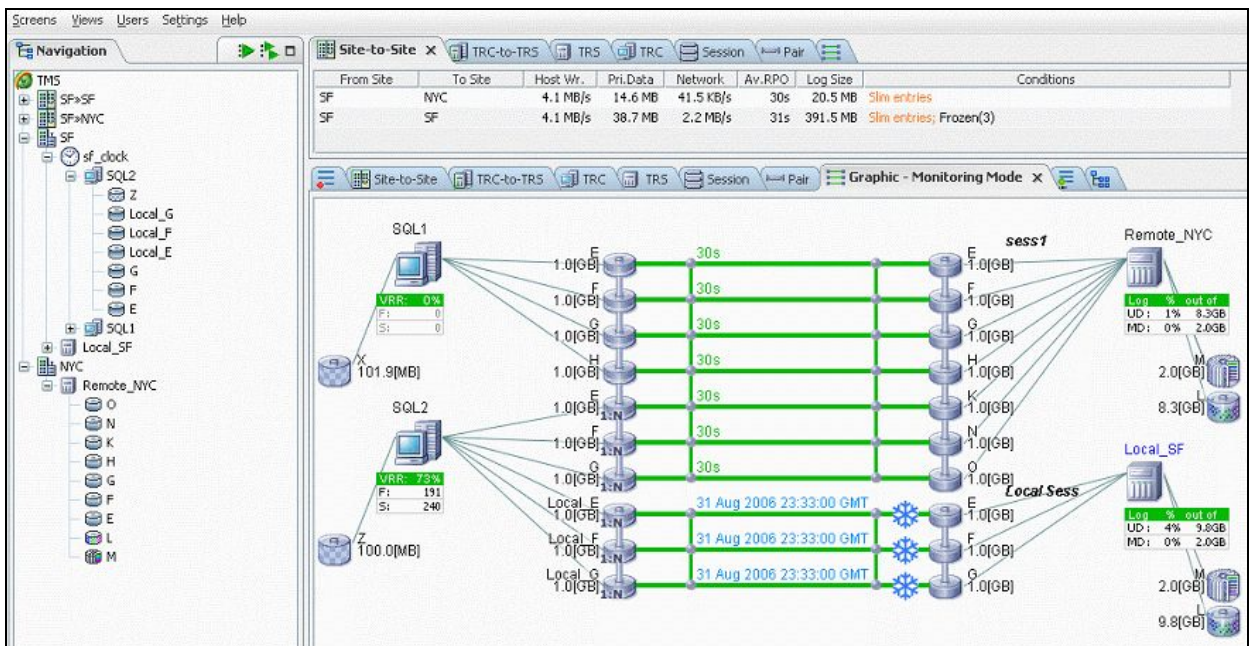 Screens Views Users Settings Help
Navigation
TMS
SF»SF
SF»NYC
SF
sf_clock
SQL2
Z
Local_G
Local_F
Local_E
G
F
E
SQL1
Local_SF
NYC
Remote_NYC
O
N
K
H
G
F
E
L
M
Site-to-Site TRC-to-TRS TRS TRC Session Pair
From Site To Site Host Wr. Pri.Data Network Av.RPO Log Size Conditions
SF NYC 4.1 MB/s 14.6 MB 41.5 KB/s 30s 20.5 MB Slim entries
SF SF 4.1 MB/s 38.7 MB 2.2 MB/s 31s 391.5 MB Slim entries; Frozen(3)
Site-to-Site TRC-to-TRS TRC TRS Session Pair Graphic - Monitoring Mode
SQL1
VRR: 0%
F: 0
S: 0
X
101.9[MB]
SQL2
VRR: 73%
F: 191
S: 240
Z
100.0[MB]
sess1
E 1.0[GB] 30s E 1.0[GB]
F 1.0[GB] 30s F 1.0[GB]
G 1.0[GB] 30s G 1.0[GB]
H 1.0[GB] 30s H 1.0[GB]
E 1.0[GB] 1:N 30s K 1.0[GB]
F 1.0[GB] 1:N 30s N 1.0[GB]
G 1.0[GB] 1:N 30s O 1.0[GB]
Local Sess
Local_E 1.0[GB] 1:N 31 Aug 2006 23:33:00 GMT E 1.0[GB]
Local_F 1.0[GB] 1:N 31 Aug 2006 23:33:00 GMT F 1.0[GB]
Local_G 1.0[GB] 1:N 31 Aug 2006 23:33:00 GMT G 1.0[GB]
Remote_NYC
Log % out of
UD: 1% 8.3GB
MD: 0% 2.0GB
M
2.0[GB]
L
8.3[GB]
Local_SF
Log % out of
UD: 4% 9.8GB
MD: 0% 2.0GB
M
2.0[GB]
L
9.8[GB]